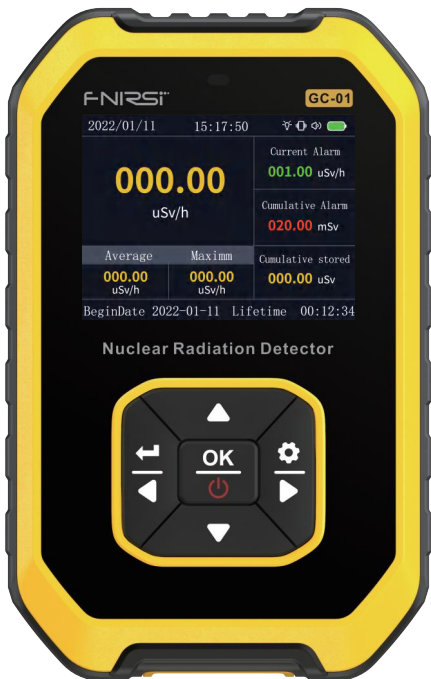 FNIRSI
GC-01
2022/01/11 15:17:50
000.00
uSv/h
Current Alarm
001.00 uSv/h
Cumulative Alarm
020.00 mSv
Average Maximm
000.00 000.00
uSv/h uSv/h
Cumulative stored
000.00 uSv
BeginDate 2022-01-11 Lifetime 00:12:34
Nuclear Radiation Detector
OK